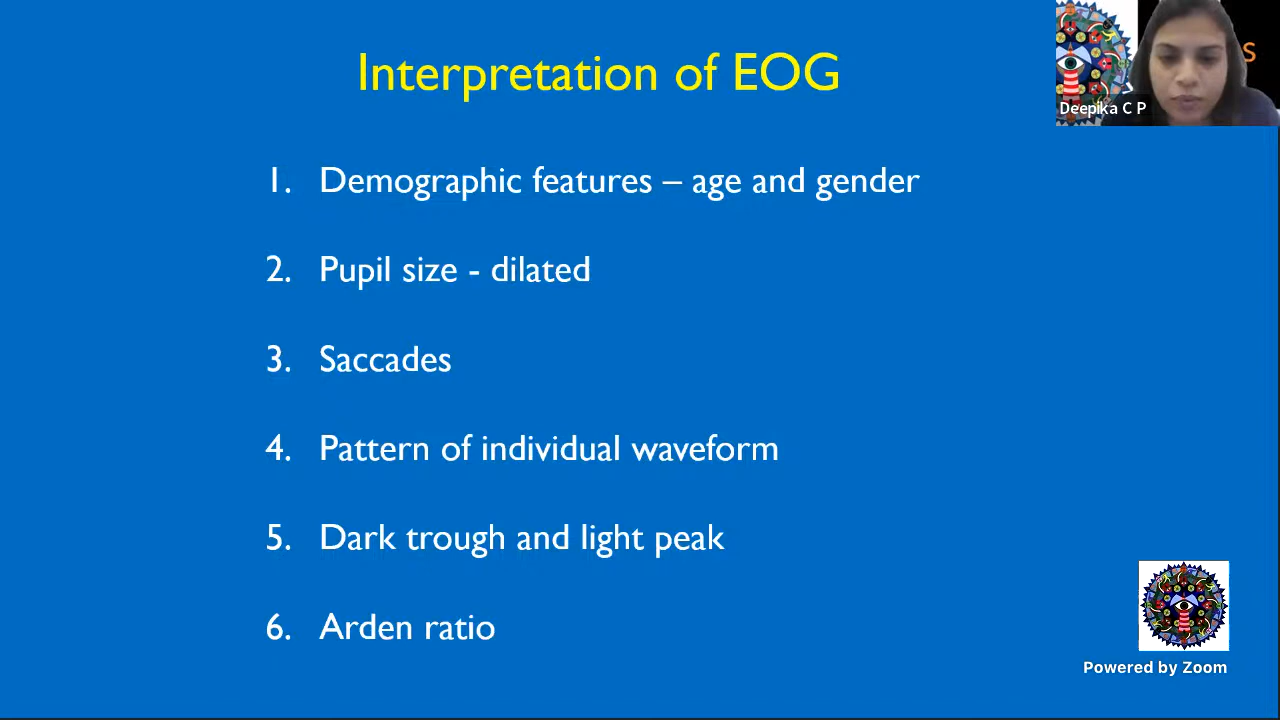 Interpretation of EOG
s
Deepika C P
1. Demographic features – age and gender
2. Pupil size - dilated
3. Saccades
4. Pattern of individual waveform
5. Dark trough and light peak
6. Arden ratio
Powered by Zoom